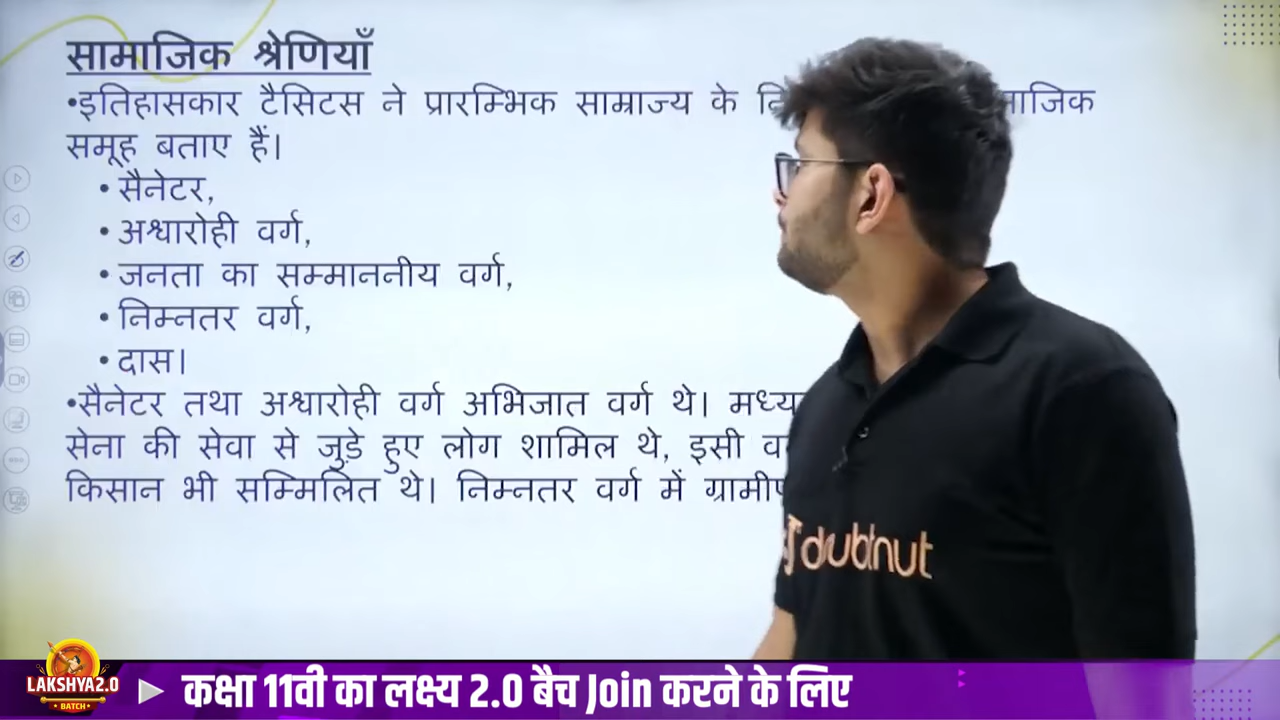 सामाजिक श्रेणियाँ
•इतिहासकार टैसिटस ने प्रारम्भिक साम्राज्य के
समूह बताए हैं।
• सैनेटर,
• अश्वारोही वर्ग,
• जनता का सम्माननीय वर्ग,
• निम्नतर वर्ग,
• दास।
•सैनेटर तथा अश्वारोही वर्ग अभिजात वर्ग थे।
सेना की सेवा से जुड़े हुए लोग शामिल थे, इसी
किसान भी सम्मिलित थे। निम्नतर वर्ग में
doubtnut
LAKSHYA2.0
• BATCH •
कक्षा 11वी का लक्ष्य 2.0 बैच Join करने के लिए